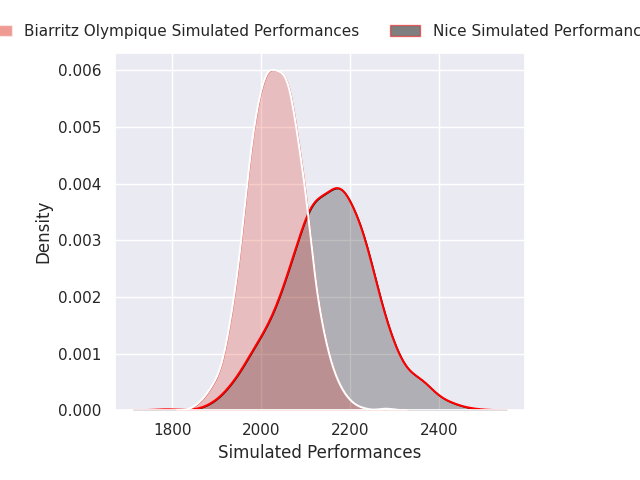 Biarritz Olympique Simulated Performances Nice Simulated Performanc
0.006
0.005
0.004
0.003
0.002
0.001
0.000
Density
1800 2000 2200 2400
Simulated Performances